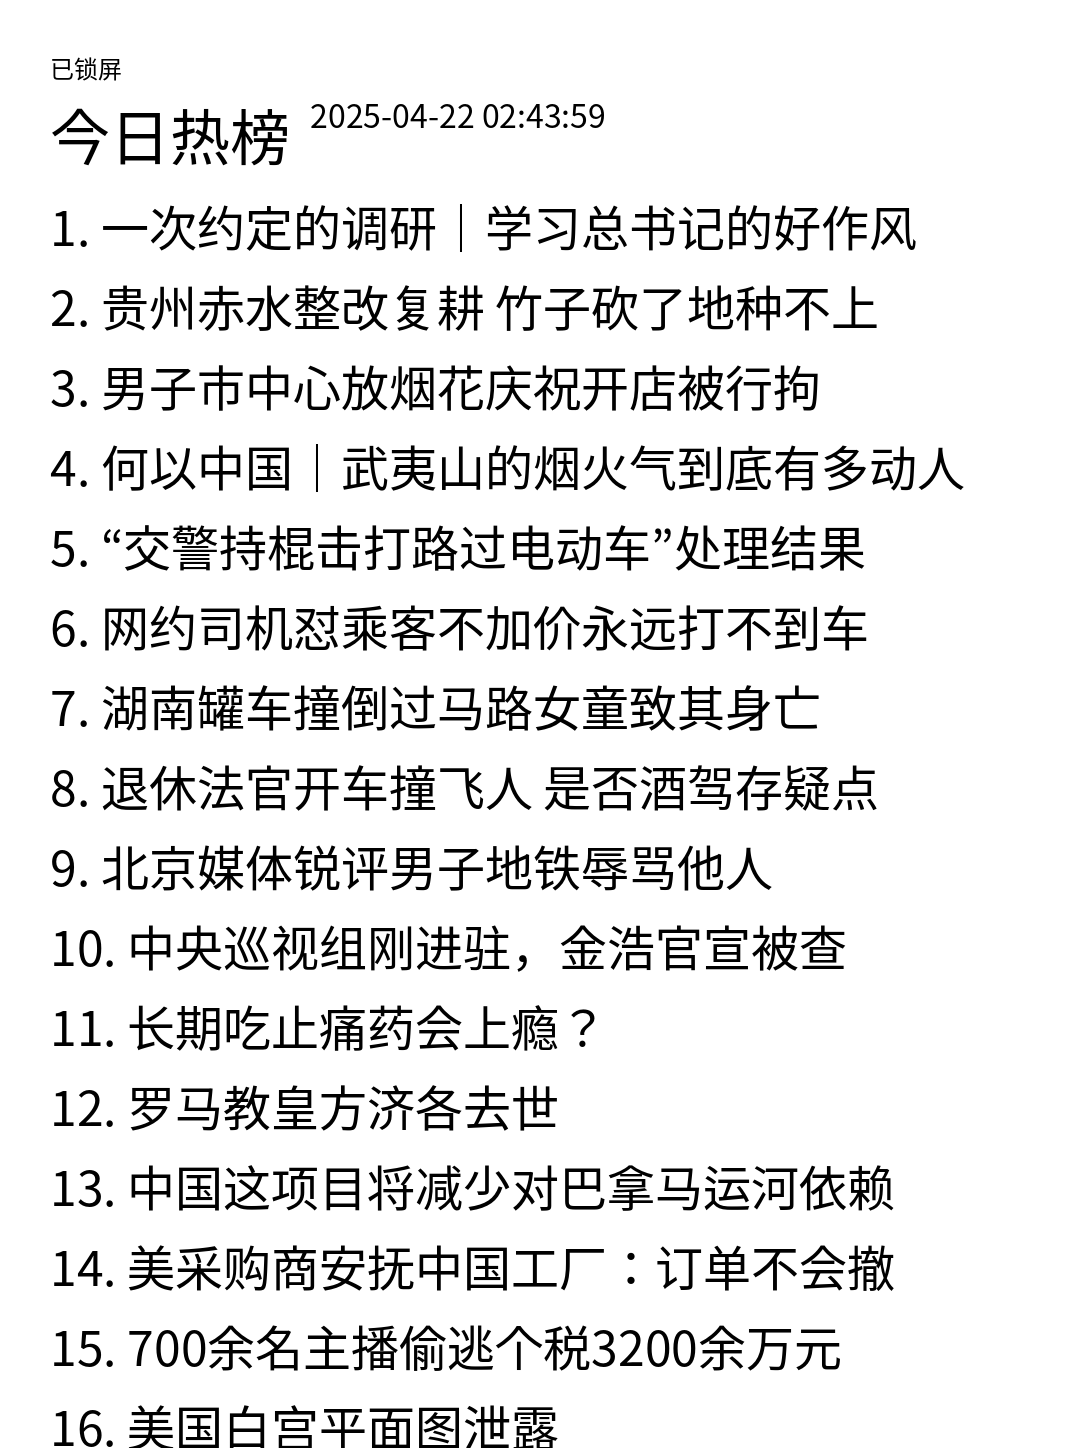 已锁屏
今日热榜 2025-04-22 02:43:59
1. 一次约定的调研｜学习总书记的好作风
2. 贵州赤水整改复耕 竹子砍了地种不上
3. 男子市中心放烟花庆祝开店被行拘
4. 何以中国｜武夷山的烟火气到底有多动人
5. “交警持棍击打路过电动车”处理结果
6. 网约司机怼乘客不加价永远打不到车
7. 湖南罐车撞倒过马路女童致其身亡
8. 退休法官开车撞飞人 是否酒驾存疑点
9. 北京媒体锐评男子地铁辱骂他人
10. 中央巡视组刚进驻，金浩官宣被查
11. 长期吃止痛药会上瘾？
12. 罗马教皇方济各去世
13. 中国这项目将减少对巴拿马运河依赖
14. 美采购商安抚中国工厂：订单不会撤
15. 700余名主播偷逃个税3200余万元
16. 美国白宫平面图泄露